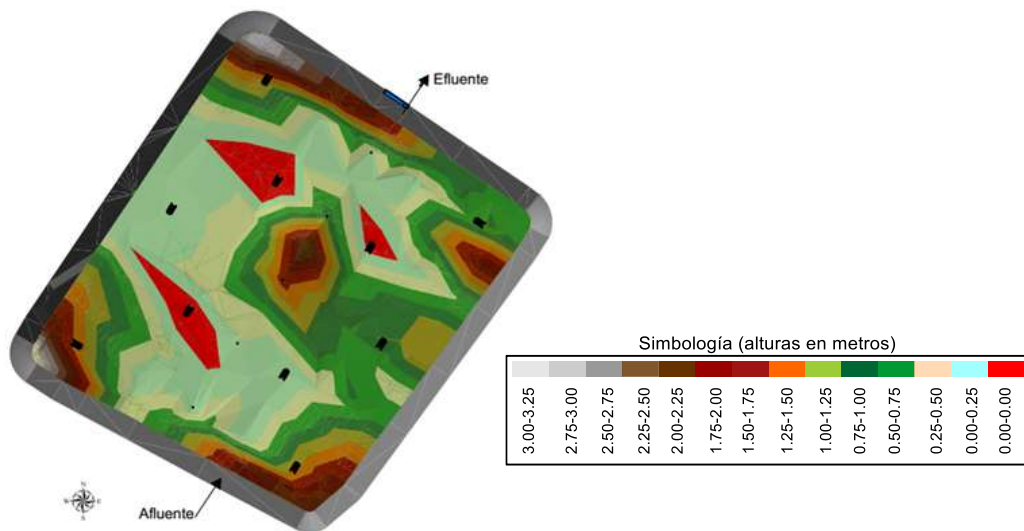 Efluente
Simbología (alturas en metros)
3.00-3.25
2.75-3.00
2.50-2.75
2.25-2.50
2.00-2.25
1.75-2.00
1.50-1.75
1.25-1.50
1.00-1.25
0.75-1.00
0.50-0.75
0.25-0.50
0.00-0.25
0.00-0.00
N
W
E
S
Afluente